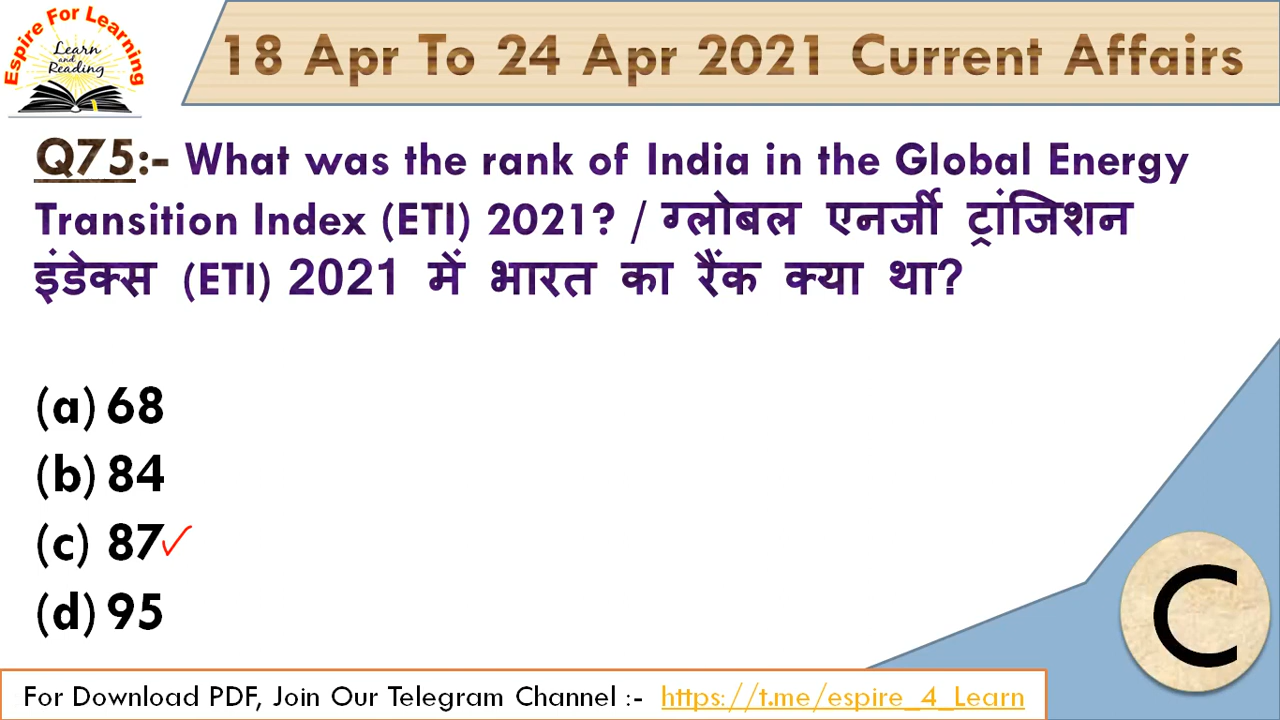 Espire For Learning
Learn
and
Reading
18 Apr To 24 Apr 2021 Current Affairs
Q75:- What was the rank of India in the Global Energy
Transition Index (ETI) 2021? / ग्लोबल एनर्जी ट्रांजिशन
इंडेक्स (ETI) 2021 में भारत का रैंक क्या था?
(a) 68
(b) 84
(c) 87✓
(d) 95
C
For Download PDF, Join Our Telegram Channel :- https://t.me/espire_4_Learn